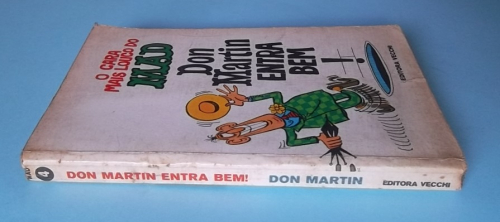 O CARA
MAIS LOUCO DO
MAD
Don
Martin
ENTRA
BEM
EDITORA VECCHI
MAD
4
DON MARTIN ENTRA BEM!
DON MARTIN
EDITORA VECCHI